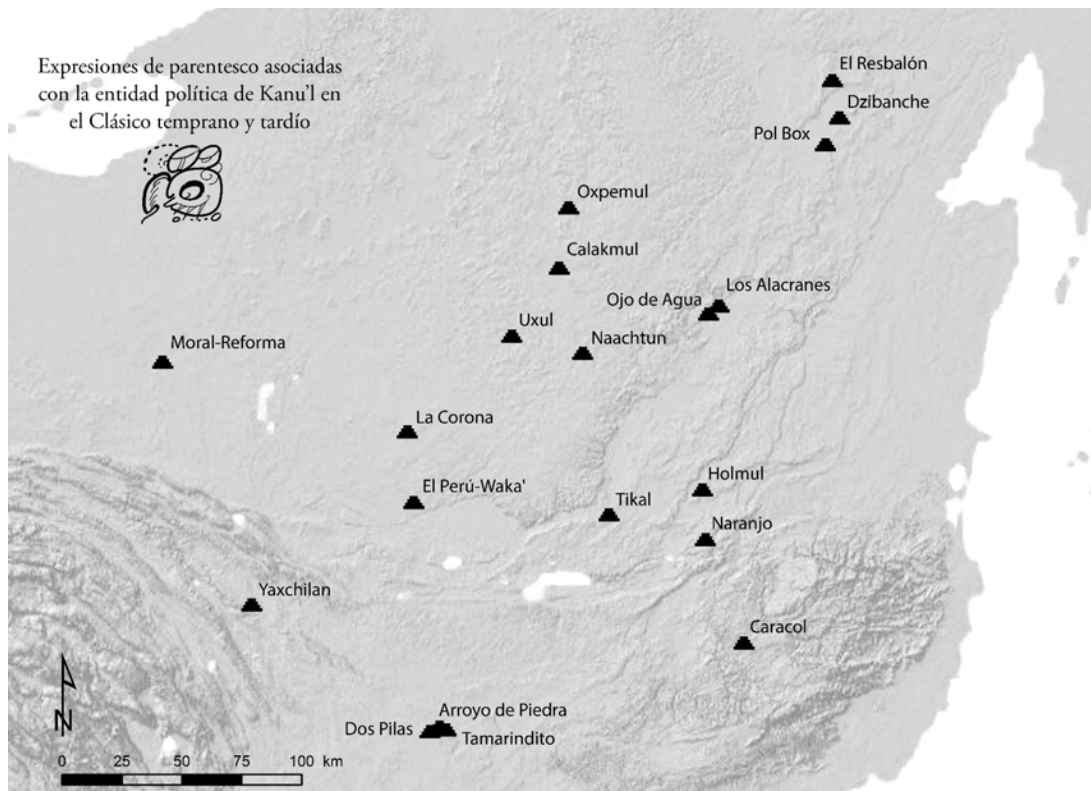 Expresiones de parentesco asociadas
con la entidad política de Kanu'l en
el Clásico temprano y tardío
El Resbalón
Dzibanche
Pol Box
Oxpemul
Calakmul
Los Alacranes
Ojo de Agua
Uxul
Naachtun
Moral-Reforma
La Corona
El Perú-Waka'
Holmul
Tikal
Naranjo
Yaxchilan
Caracol
Arroyo de Piedra
Dos Pilas
Tamarindito
N
0 25 50 75 100 km